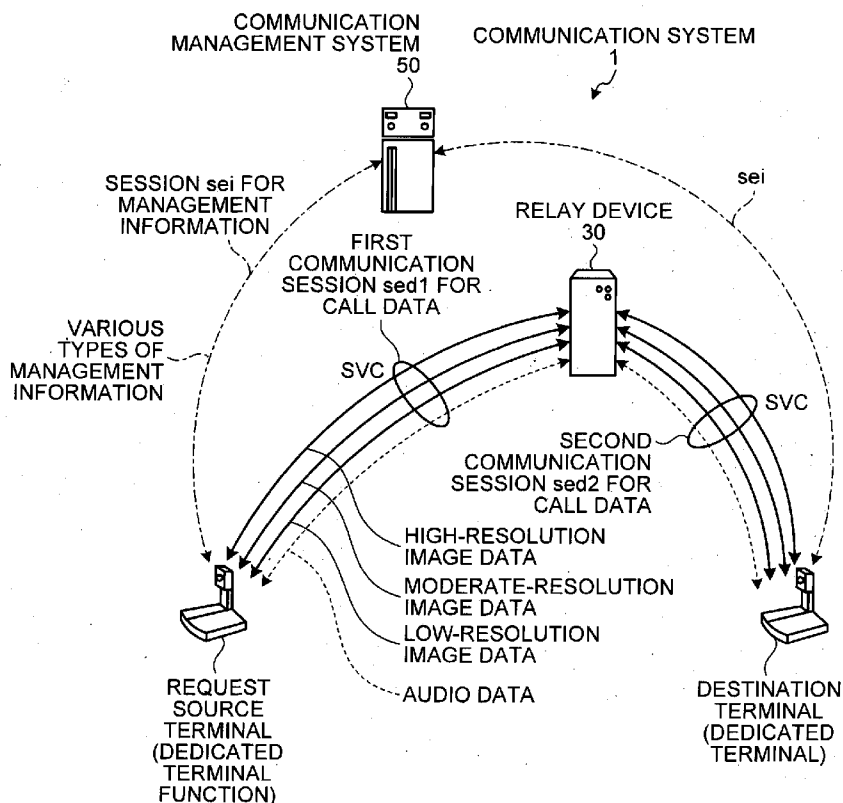 COMMUNICATION
MANAGEMENT SYSTEM
50
COMMUNICATION SYSTEM
1
SESSION sei FOR
MANAGEMENT
INFORMATION
sei
RELAY DEVICE
30
FIRST
COMMUNICATION
SESSION sed1 FOR
CALL DATA
VARIOUS
TYPES OF
MANAGEMENT
INFORMATION
SVC
SVC
SECOND
COMMUNICATION
SESSION sed2 FOR
CALL DATA
HIGH-RESOLUTION
IMAGE DATA
MODERATE-RESOLUTION
IMAGE DATA
LOW-RESOLUTION
IMAGE DATA
AUDIO DATA
REQUEST
SOURCE
TERMINAL
(DEDICATED
TERMINAL
FUNCTION)
DESTINATION
TERMINAL
(DEDICATED
TERMINAL)